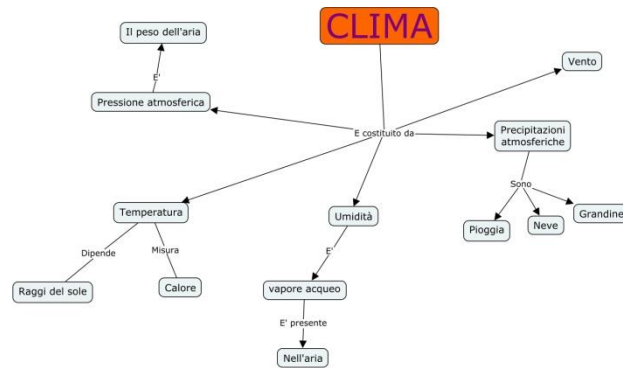 CLIMA
Il peso dell'aria
Vento
E'
Pressione atmosferica
E costituito da
Precipitazioni
atmosferiche
Sono
Temperatura
Umidità
Pioggia
Neve
Grandine
Dipende
Misura
E'
Raggi del sole
Calore
vapore acqueo
E' presente
Nell'aria